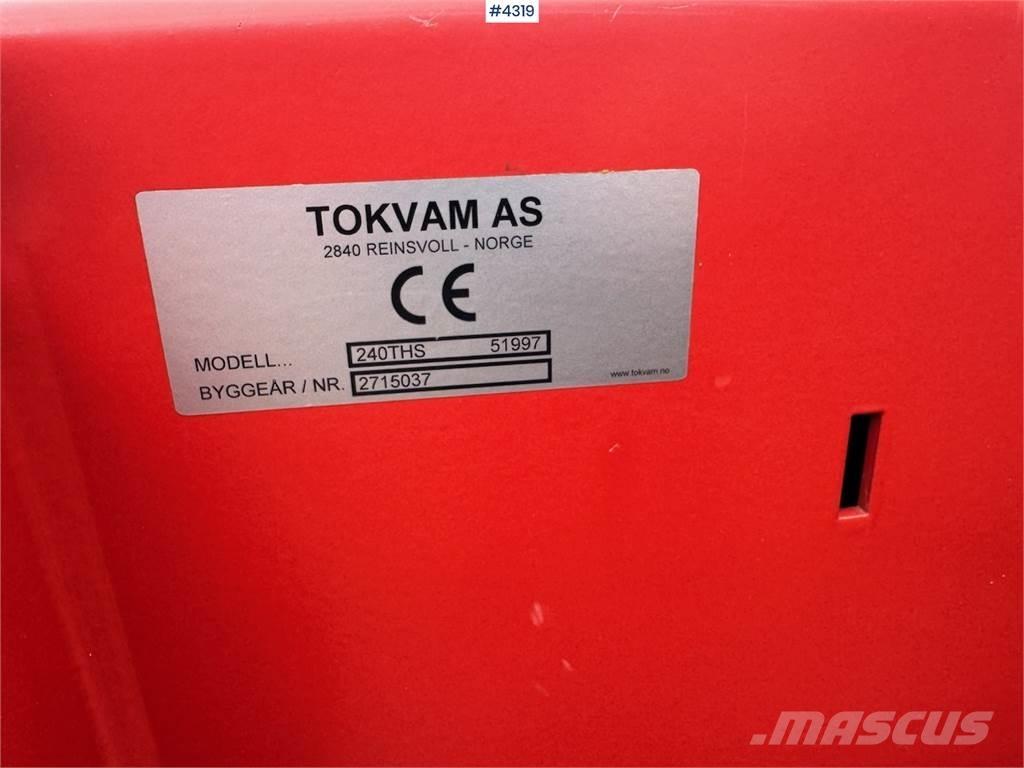 #4319
TOKVAM AS
2840 REINSVOLL - NORGE
CE
MODELL... 240THS 51997
BYGGEÅR / NR. 2715037
www.tokvam.no
MASCUS